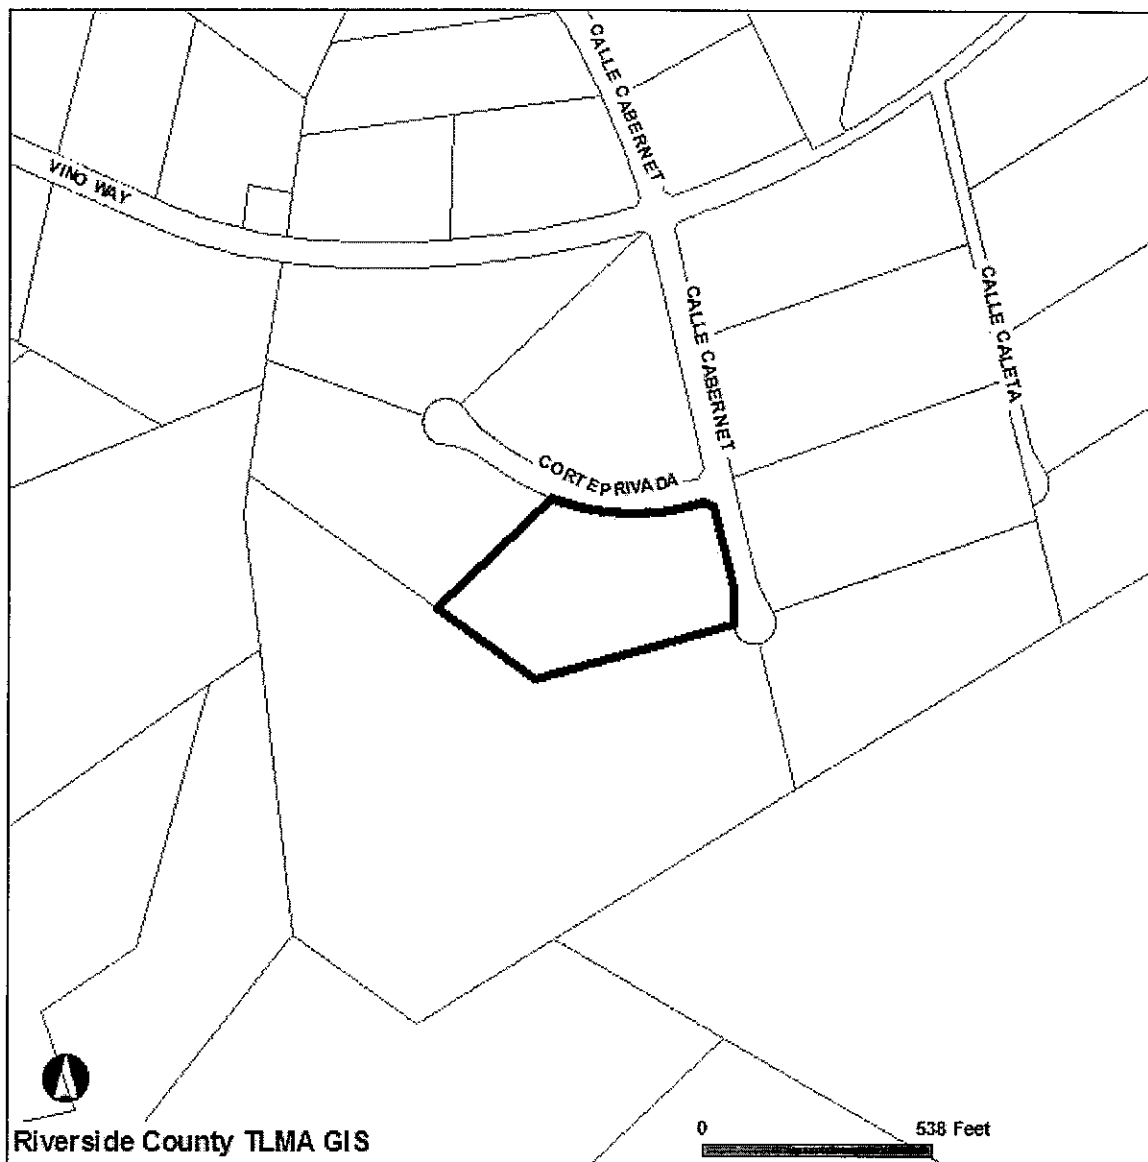 CALLE CABERNET
VINO WAY
CALLE CABERNET
CALLE CALETA
CORTE PRIVADA
Riverside County TLMA GIS
0 538 Feet